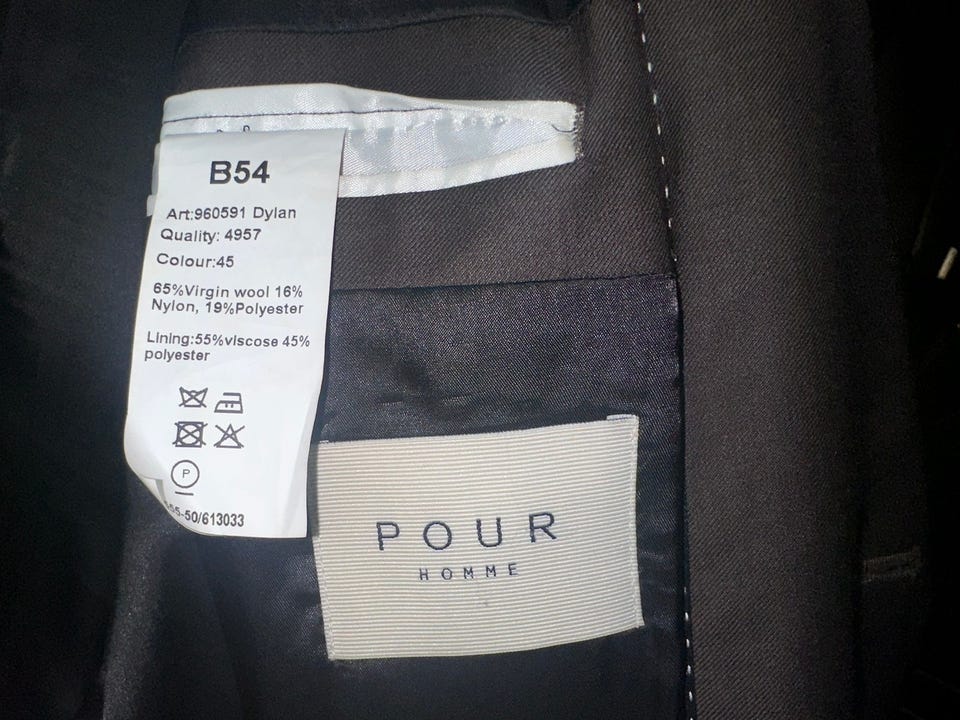 B54
Art:960591 Dylan
Quality: 4957
Colour:45
65%Virgin wool 16%
Nylon, 19%Polyester
Lining:55%viscose 45%
polyester
P
50/613033
POUR
HOMME